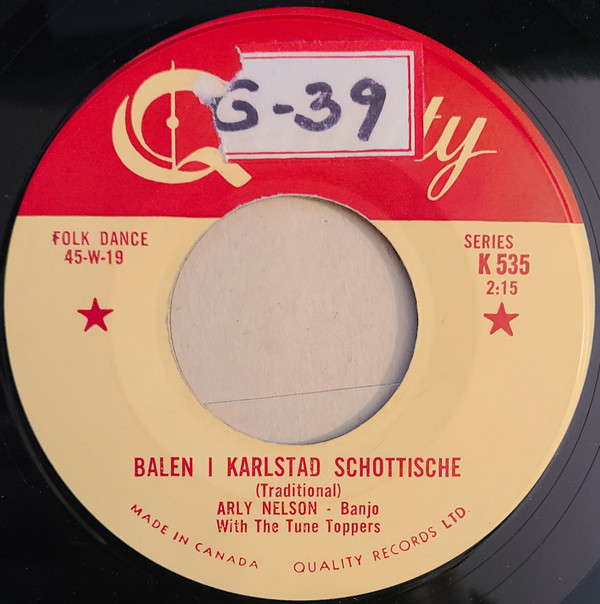 Q ty
G-39
FOLK DANCE
45-W-19
SERIES
K 535
2:15
BALEN I KARLSTAD SCHOTTISCHE
(Traditional)
ARLY NELSON - Banjo
With The Tune Toppers
MADE IN CANADA QUALITY RECORDS LTD.